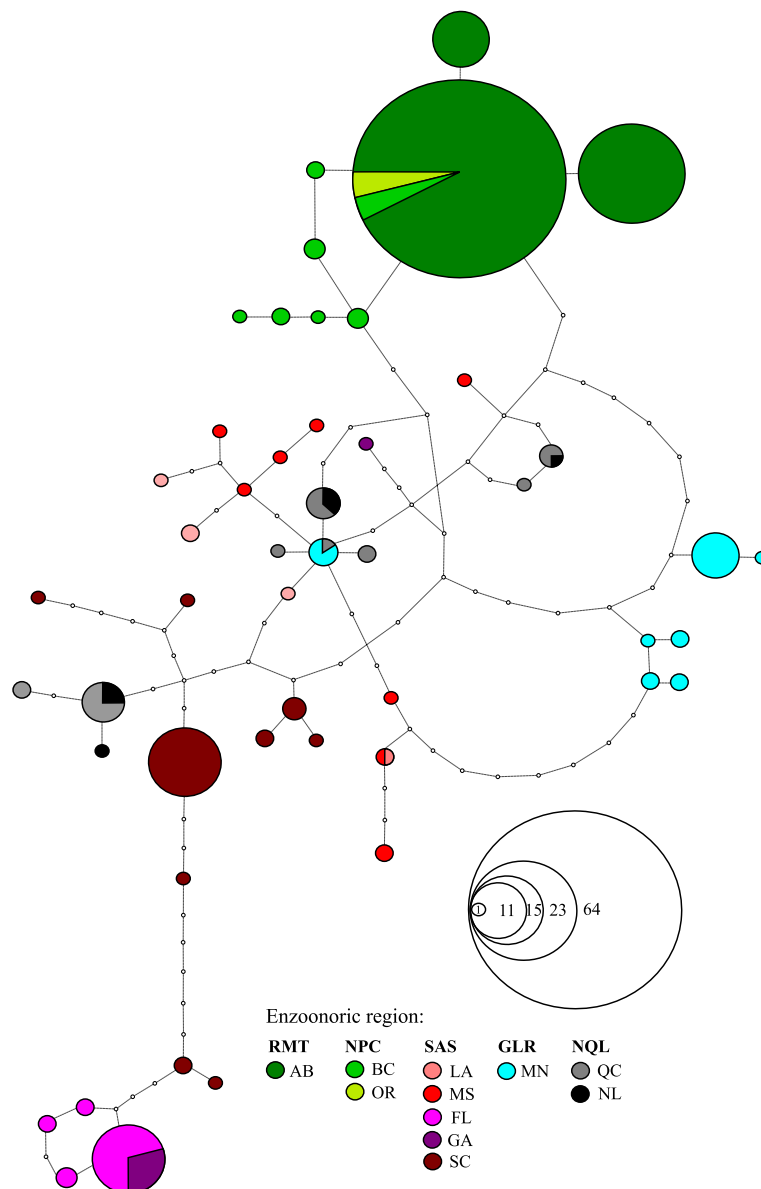 1 11 15 23 64
Enzoonoric region:
RMT NPC SAS GLR NQL
AB BC LA MN QC
OR MS NL
FL
GA
SC